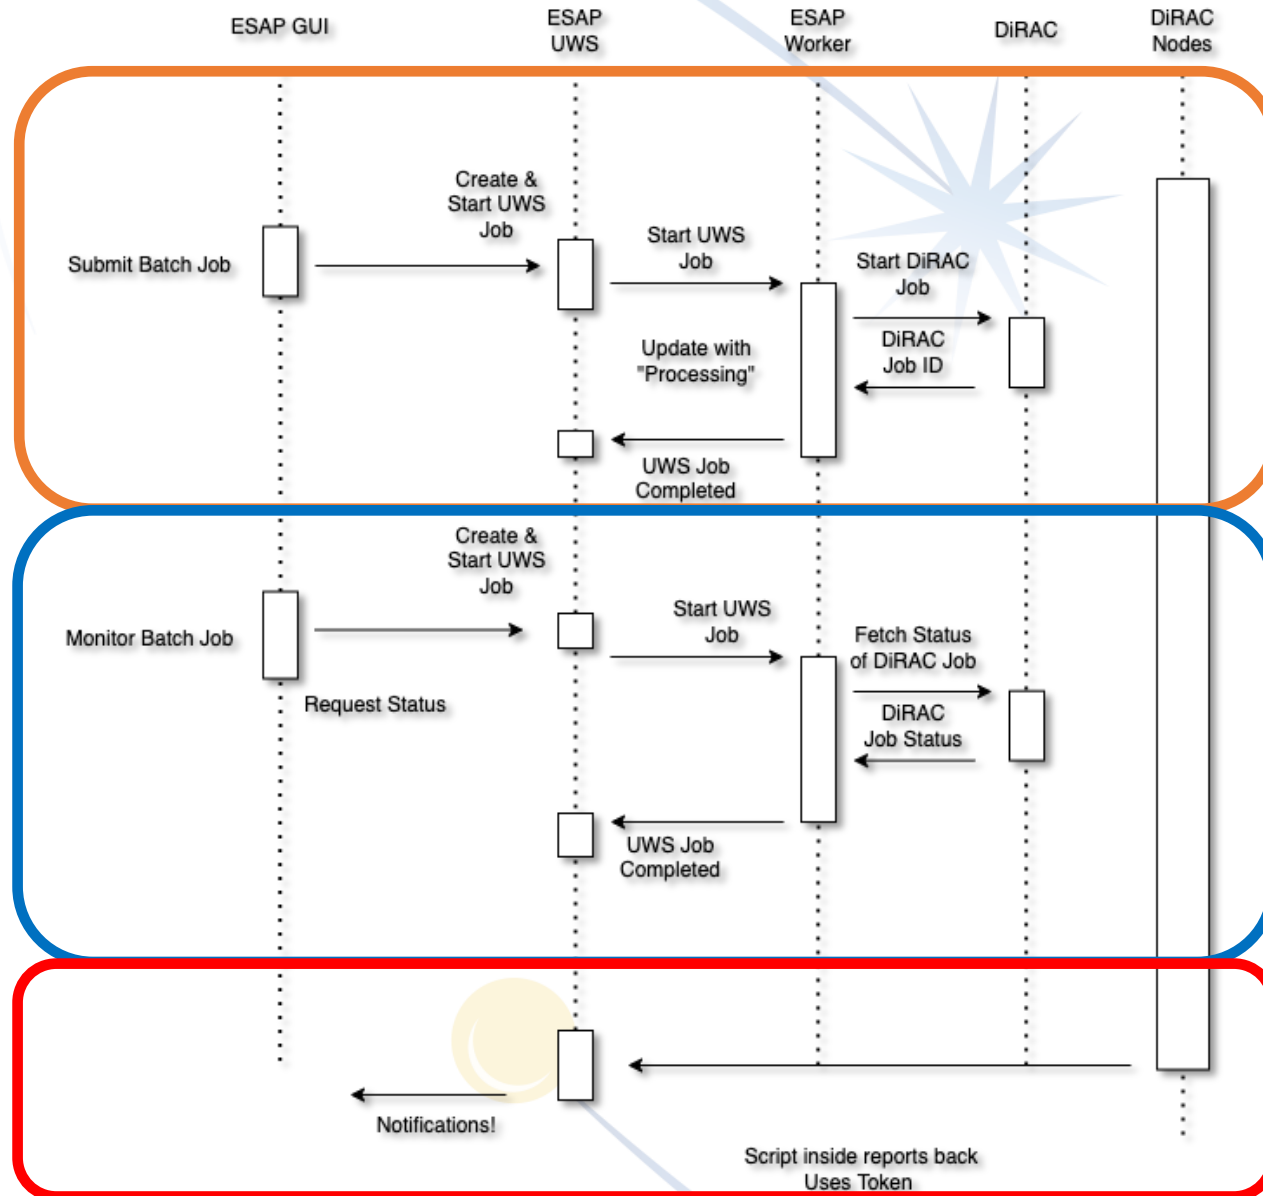 ESAP GUI
ESAP
UWS
ESAP
Worker
DiRAC
DiRAC
Nodes
Create &
Start UWS
Job
Submit Batch Job
Start UWS
Job
Start DiRAC
Job
DiRAC
Job ID
Update with
"Processing"
UWS Job
Completed
Create &
Start UWS
Job
Monitor Batch Job
Request Status
Start UWS
Job
Fetch Status
of DiRAC Job
DiRAC
Job Status
UWS Job
Completed
Notifications!
Script inside reports back
Uses Token